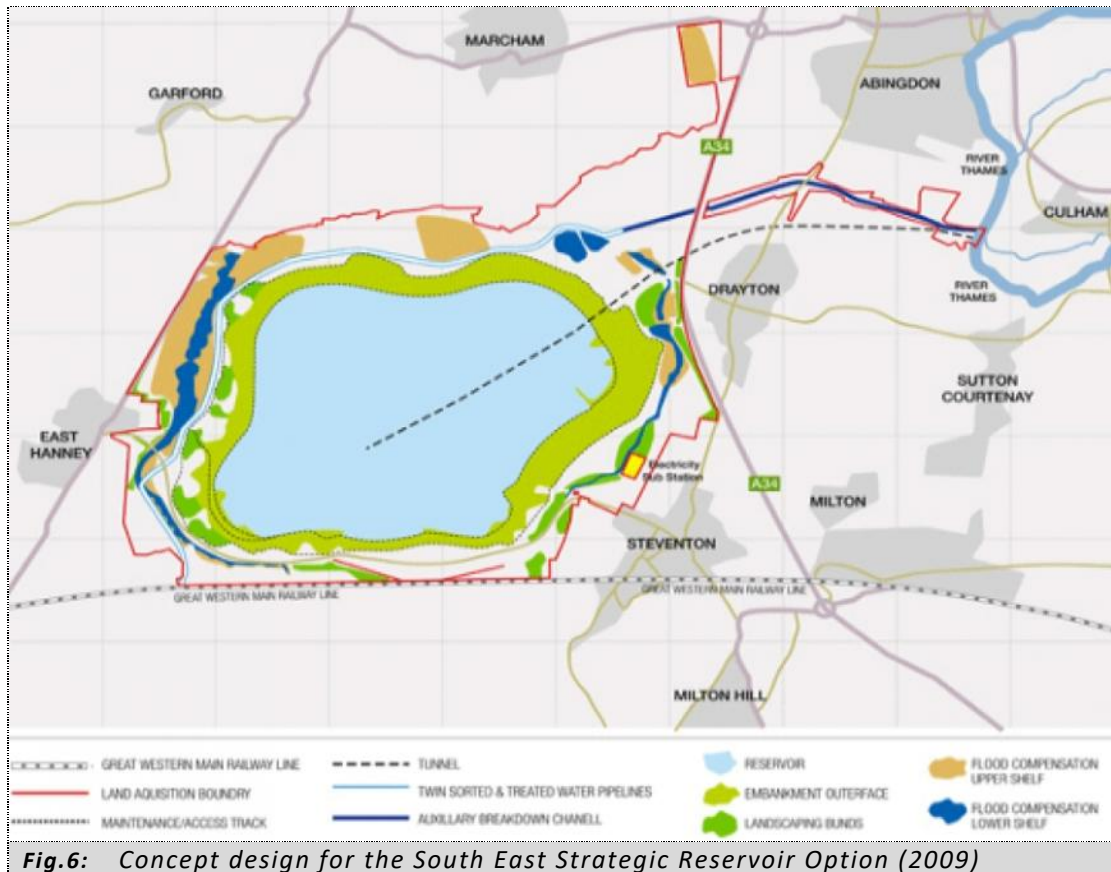 MARCHAM
GARFORD
ABINGDON
A34
RIVER
THAMES
CULHAM
DRAYTON
RIVER
THAMES
SUTTON
COURTENAY
EAST
HANNEY
Electricity
Sub Station
A34
MILTON
STEVENTON
GREAT WESTERN MAIN RAILWAY LINE
GREAT WESTERN MAIN RAILWAY LINE
MILTON HILL
GREAT WESTERN MAIN RAILWAY LINE
LAND AQUISITION BOUNDRY
MAINTENANCE/ACCESS TRACK
TUNNEL
TWIN SORTED & TREATED WATER PIPELINES
AUXILLARY BREAKDOWN CHANELL
RESERVOIR
EMBANKMENT OUTERFACE
LANDSCAPING BUNDS
FLOOD COMPENSATION
UPPER SHELF
FLOOD COMPENSATION
LOWER SHELF
Fig.6: Concept design for the South East Strategic Reservoir Option (2009)